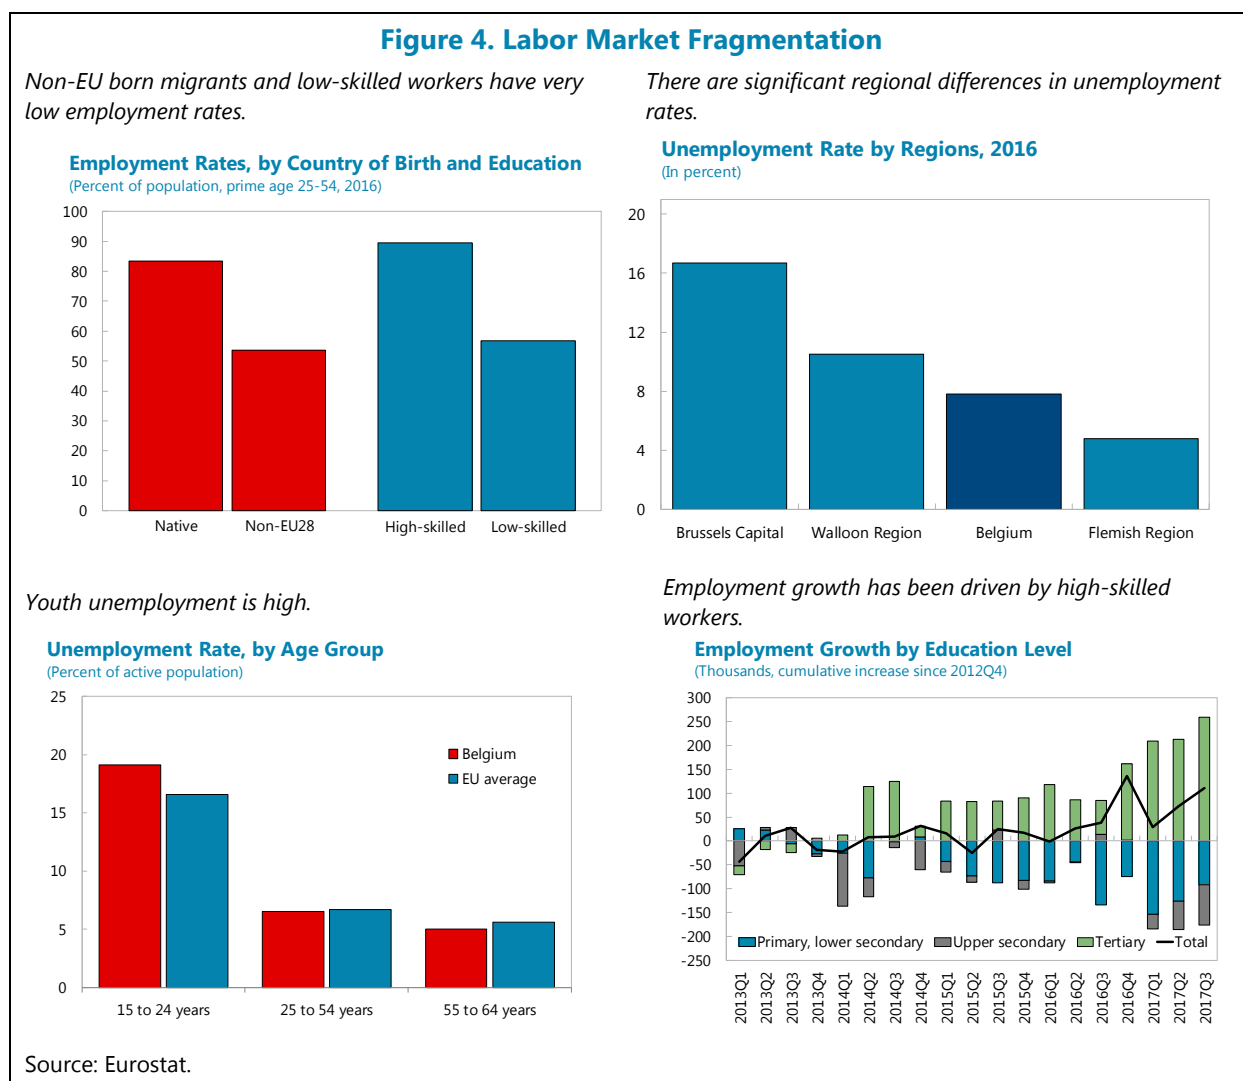 Figure 4. Labor Market Fragmentation
Non-EU born migrants and low-skilled workers have very
low employment rates.
Employment Rates, by Country of Birth and Education
(Percent of population, prime age 25-54, 2016)
100
90
80
70
60
50
40
30
20
10
0
Native
Non-EU28
High-skilled
Low-skilled
There are significant regional differences in unemployment
rates.
Unemployment Rate by Regions, 2016
(In percent)
20
16
12
8
4
0
Brussels Capital
Walloon Region
Belgium
Flemish Region
Youth unemployment is high.
Unemployment Rate, by Age Group
(Percent of active population)
25
20
15
10
5
0
Belgium
EU average
15 to 24 years
25 to 54 years
55 to 64 years
Employment growth has been driven by high-skilled
workers.
Employment Growth by Education Level
(Thousands, cumulative increase since 2012Q4)
300
250
200
150
100
50
0
-50
-100
-150
-200
-250
Primary, lower secondary
Upper secondary
Tertiary
Total
2013Q1
2013Q2
2013Q3
2013Q4
2014Q1
2014Q2
2014Q3
2014Q4
2015Q1
2015Q2
2015Q3
2015Q4
2016Q1
2016Q2
2016Q3
2016Q4
2017Q1
2017Q2
2017Q3
Source: Eurostat.